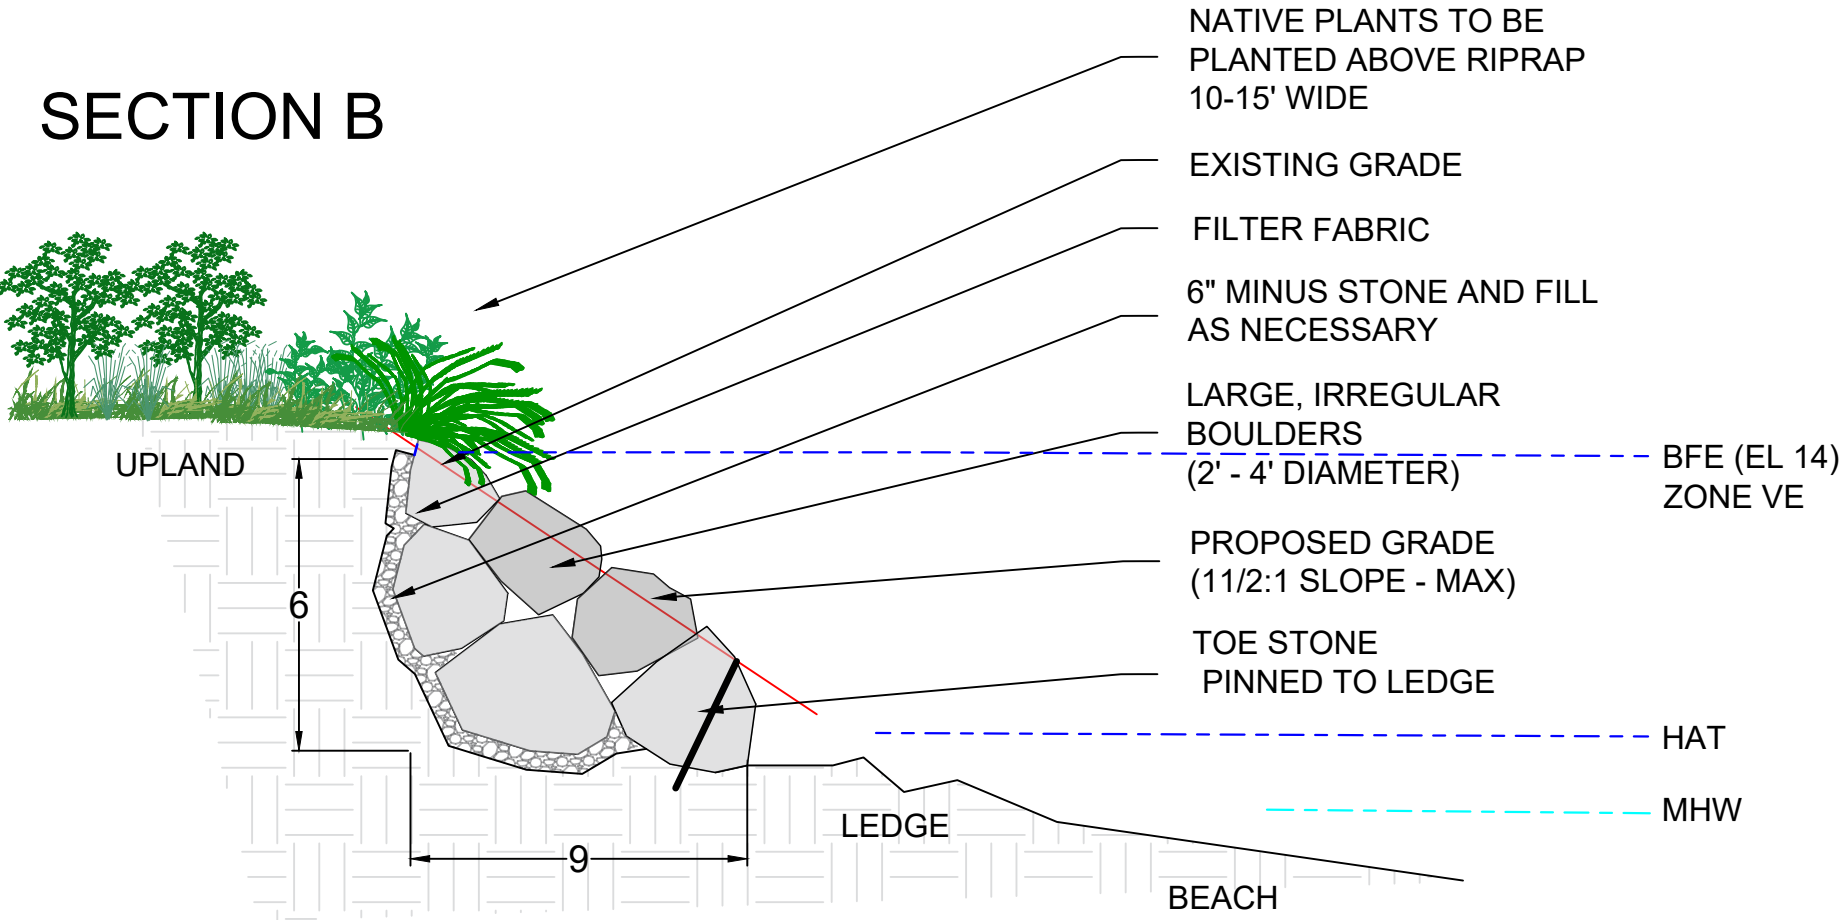 SECTION B
NATIVE PLANTS TO BE
PLANTED ABOVE RIPRAP
10-15' WIDE
EXISTING GRADE
FILTER FABRIC
6" MINUS STONE AND FILL
AS NECESSARY
LARGE, IRREGULAR
BOULDERS
(2' - 4' DIAMETER)
BFE (EL 14)
ZONE VE
UPLAND
PROPOSED GRADE
(11/2:1 SLOPE - MAX)
6
TOE STONE
PINNED TO LEDGE
HAT
MHW
LEDGE
9
BEACH